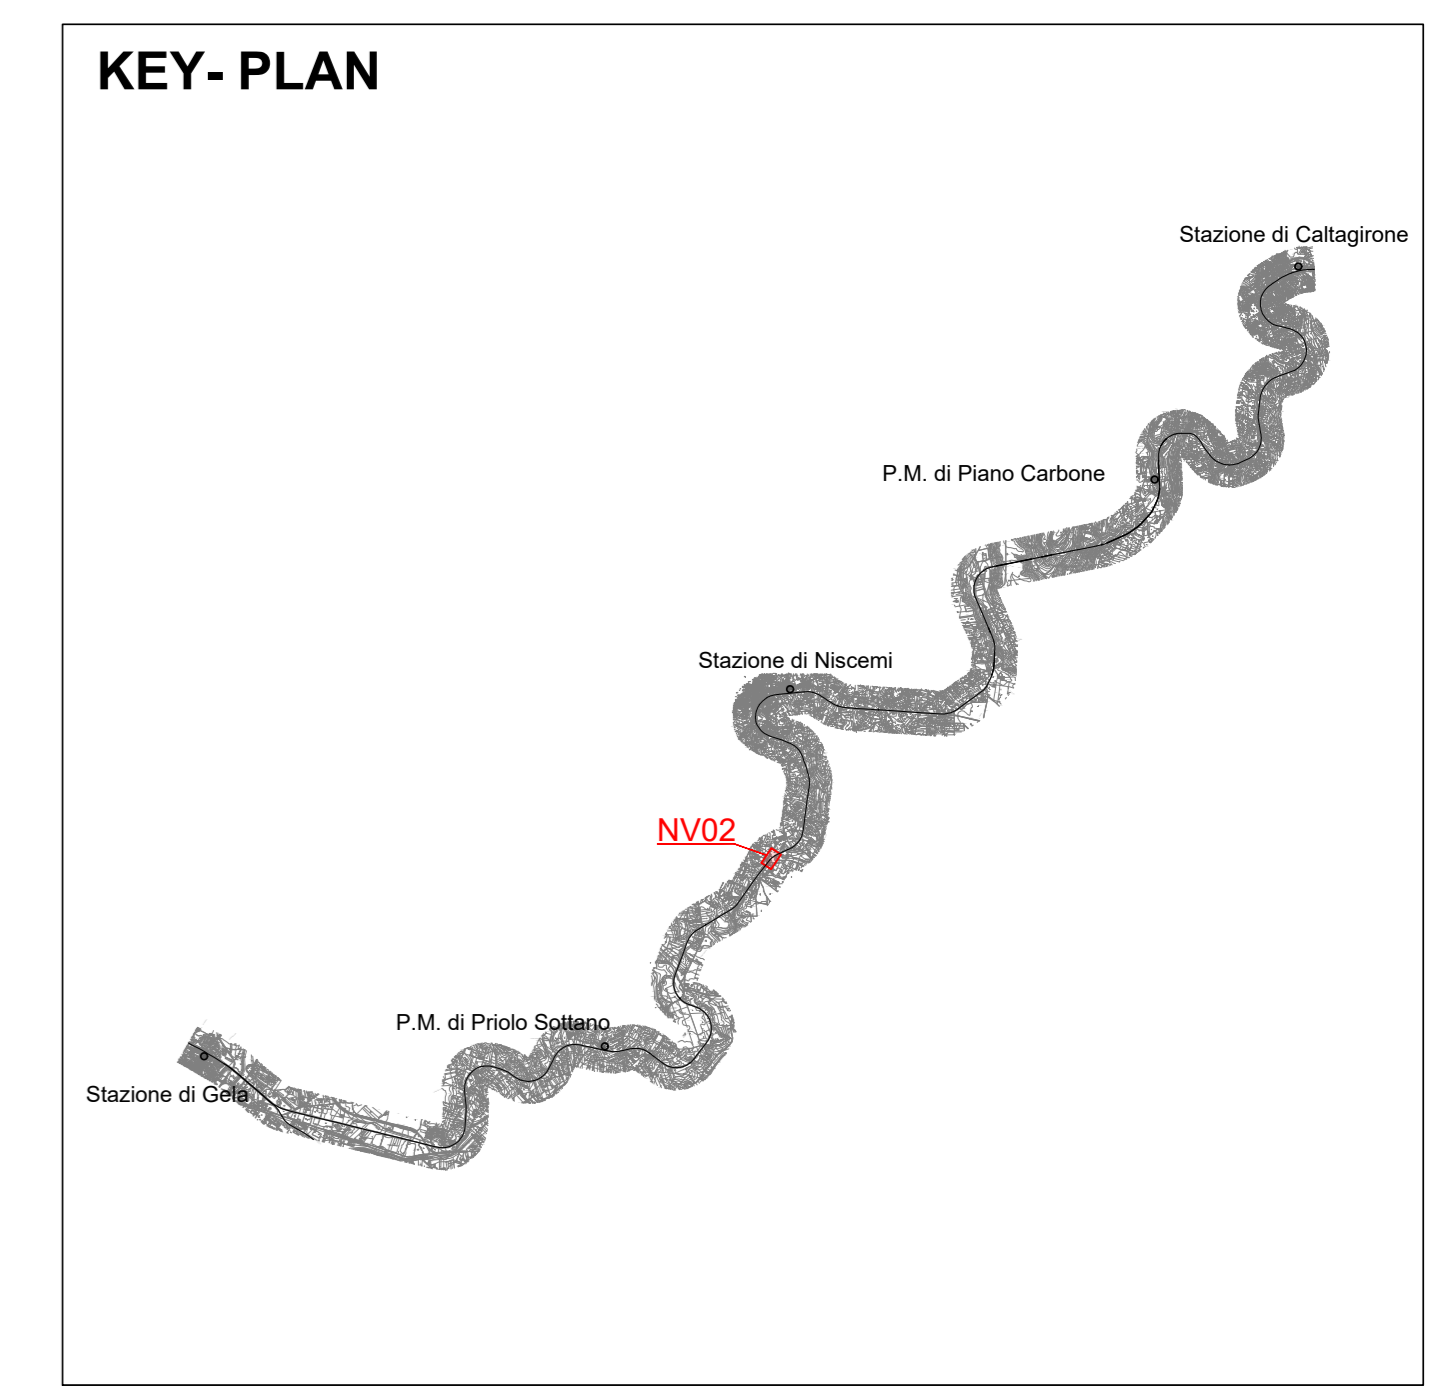 KEY- PLAN
Stazione di Caltagirone
P.M. di Piano Carbone
Stazione di Niscemi
NV02
P.M. di Priolo Sottano
Stazione di Gela